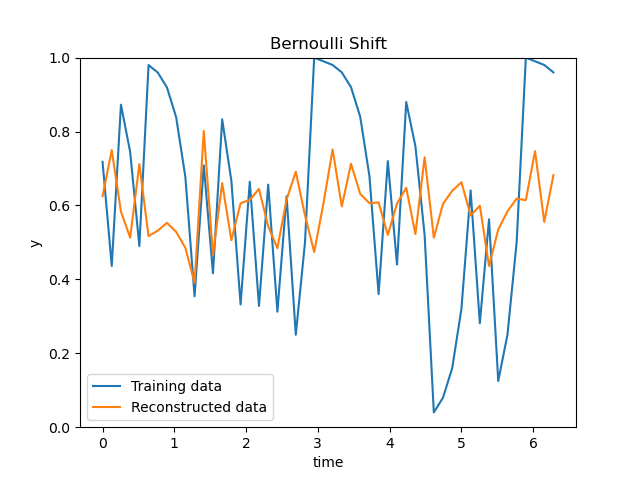 Bernoulli Shift
y
1.0
0.8
0.6
0.4
0.2
0.0
Training data
Reconstructed data
0 1 2 3 4 5 6
time